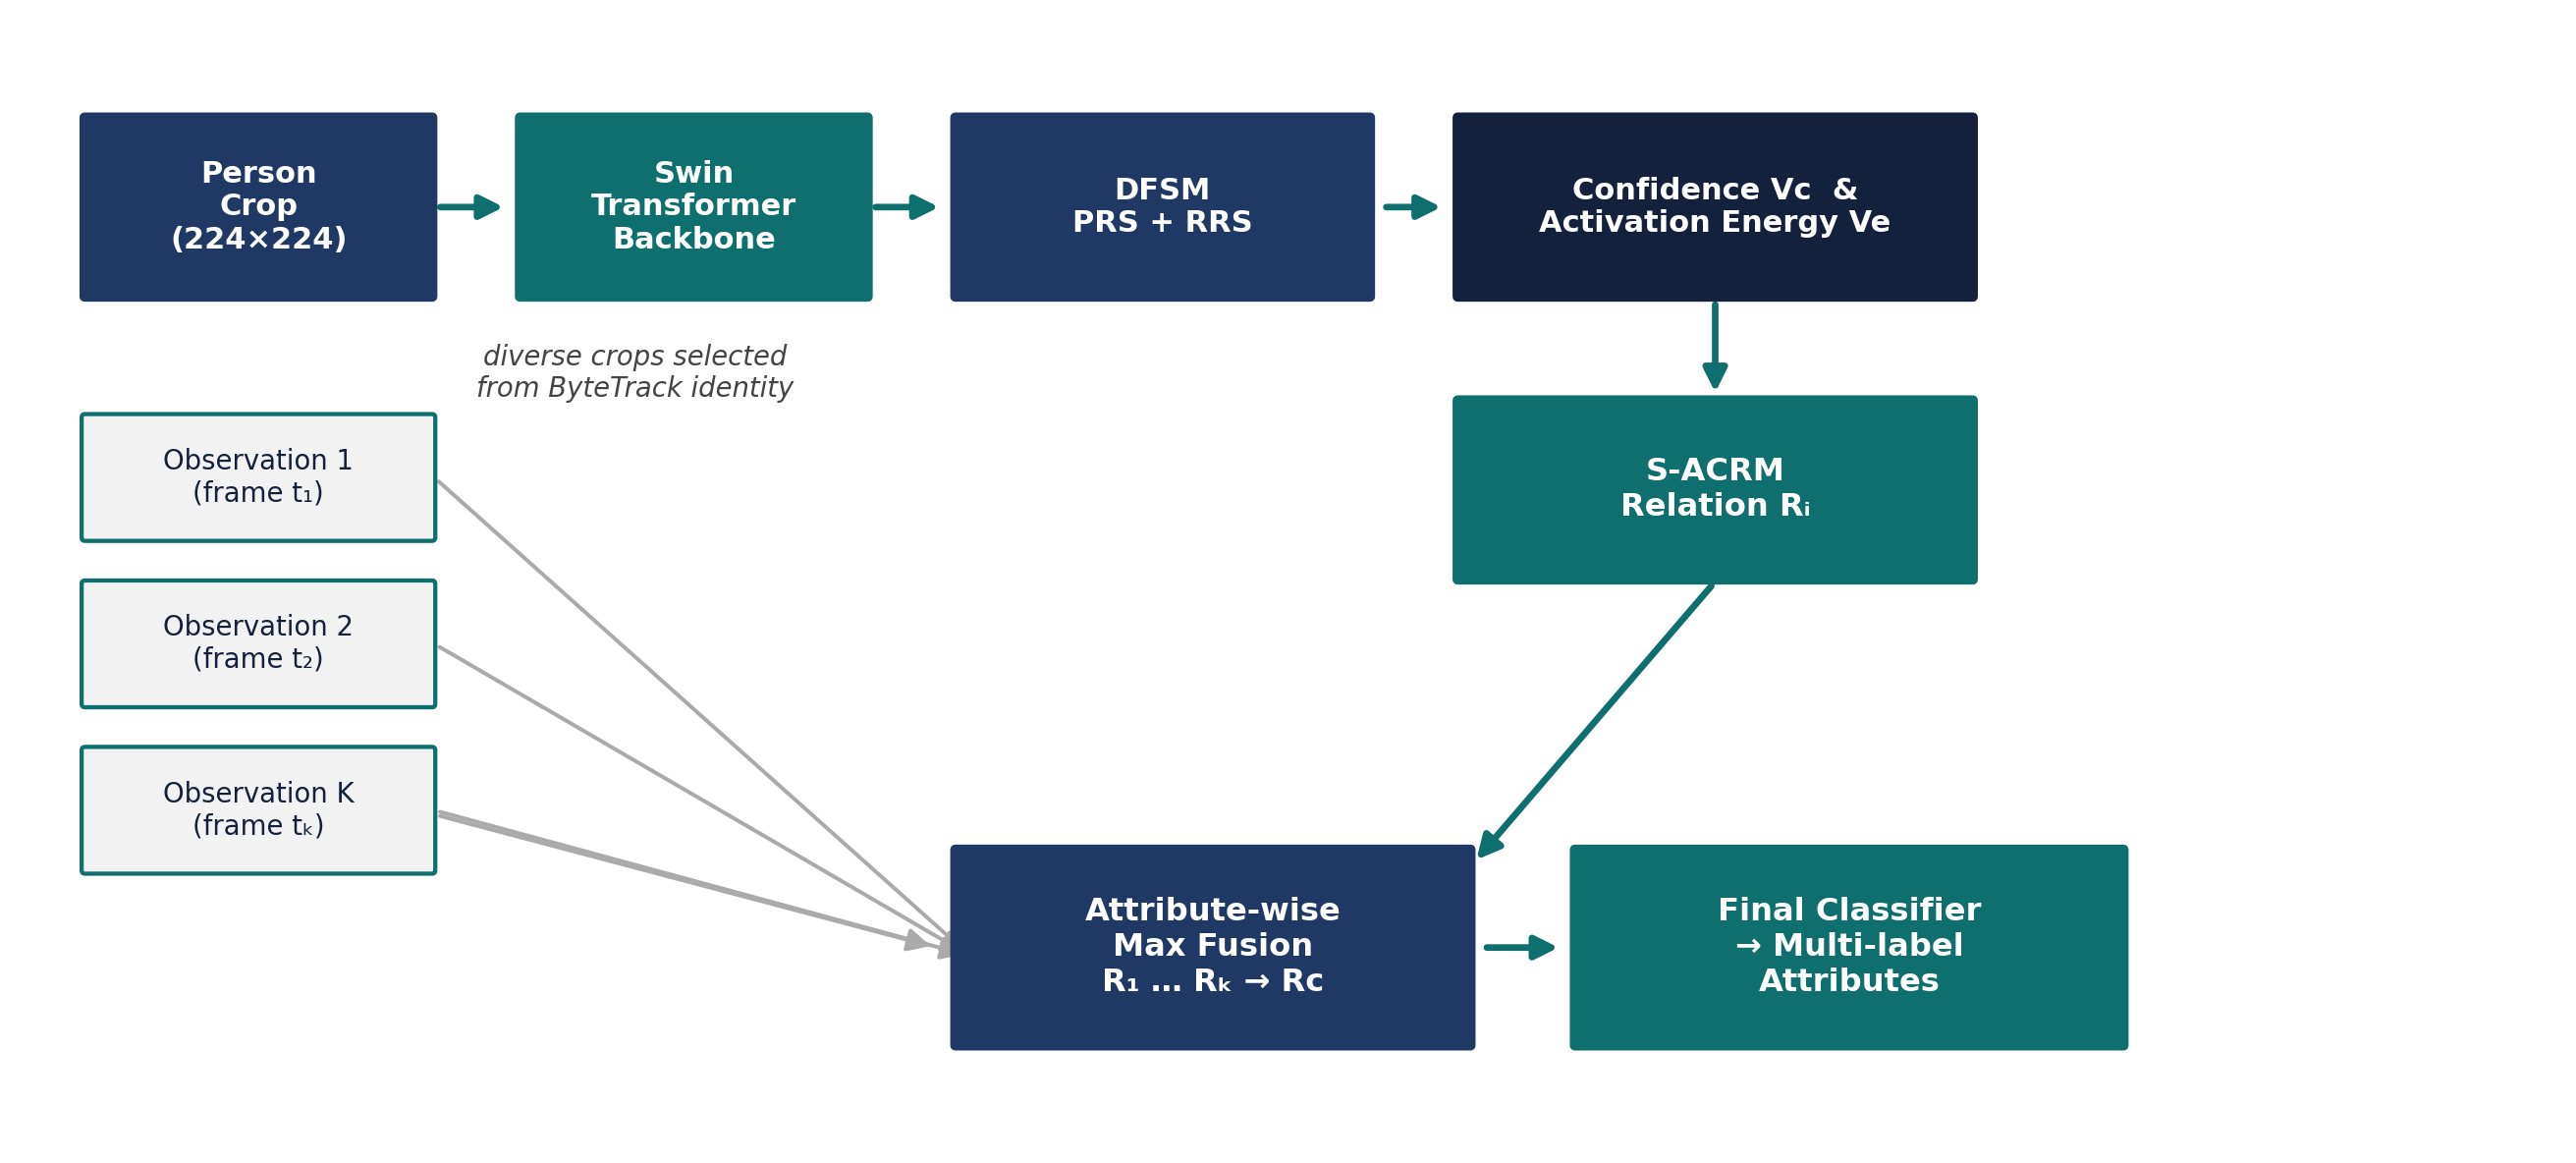 Person
Crop
(224×224)
Swin
Transformer
Backbone
DFSM
PRS + RRS
Confidence Vc  &
Activation Energy Ve
diverse crops selected
from ByteTrack identity
Observation 1
(frame t₁)
S-ACRM
Relation Rᵢ
Observation 2
(frame t₂)
Observation K
(frame tₖ)
Attribute-wise
Max Fusion
R₁ … Rₖ → Rc
Final Classifier
→ Multi-label
Attributes